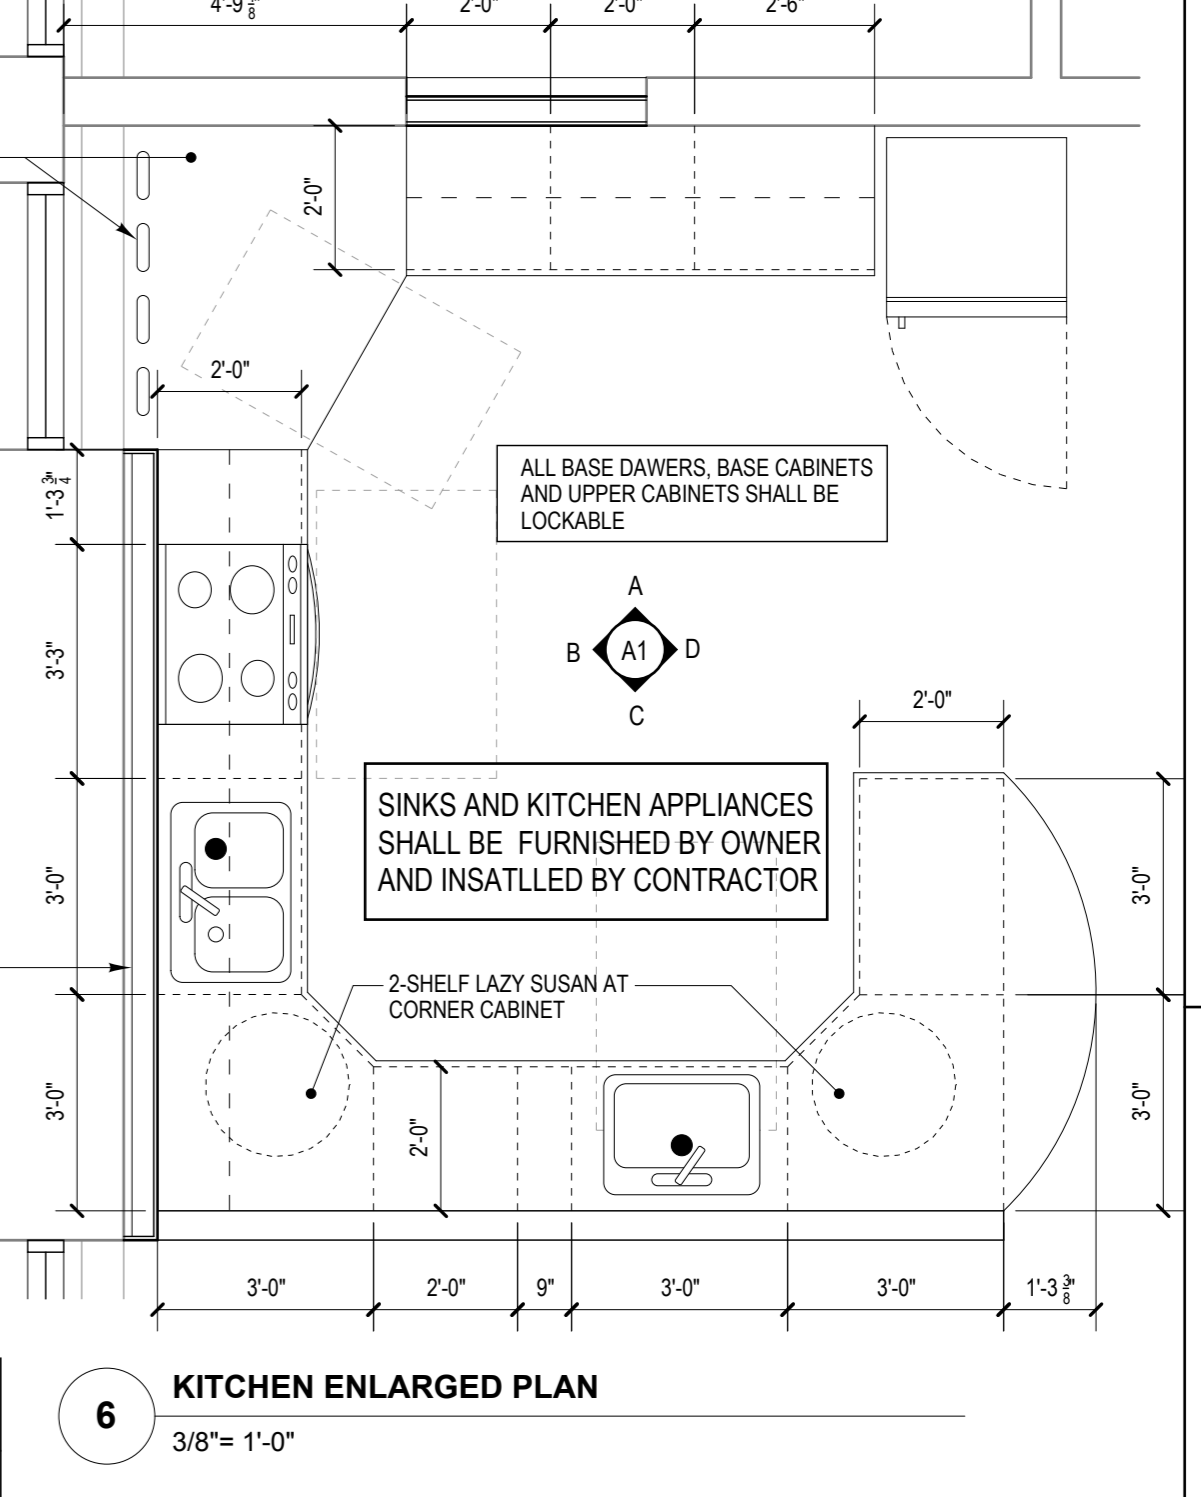 4'-9 1/8"
2'-0"
2'-0"
2'-6"
2'-0"
2'-0"
1'-3 3/4"
ALL BASE DAWERS, BASE CABINETS
AND UPPER CABINETS SHALL BE
LOCKABLE
A
B
A1
D
C
3'-3"
2'-0"
SINKS AND KITCHEN APPLIANCES
SHALL BE FURNISHED BY OWNER
AND INSATLLED BY CONTRACTOR
3'-0"
3'-0"
2-SHELF LAZY SUSAN AT
CORNER CABINET
3'-0"
2'-0"
3'-0"
3'-0"
2'-0"
9"
3'-0"
3'-0"
1'-3 3/8"
6
KITCHEN ENLARGED PLAN
3/8"= 1'-0"